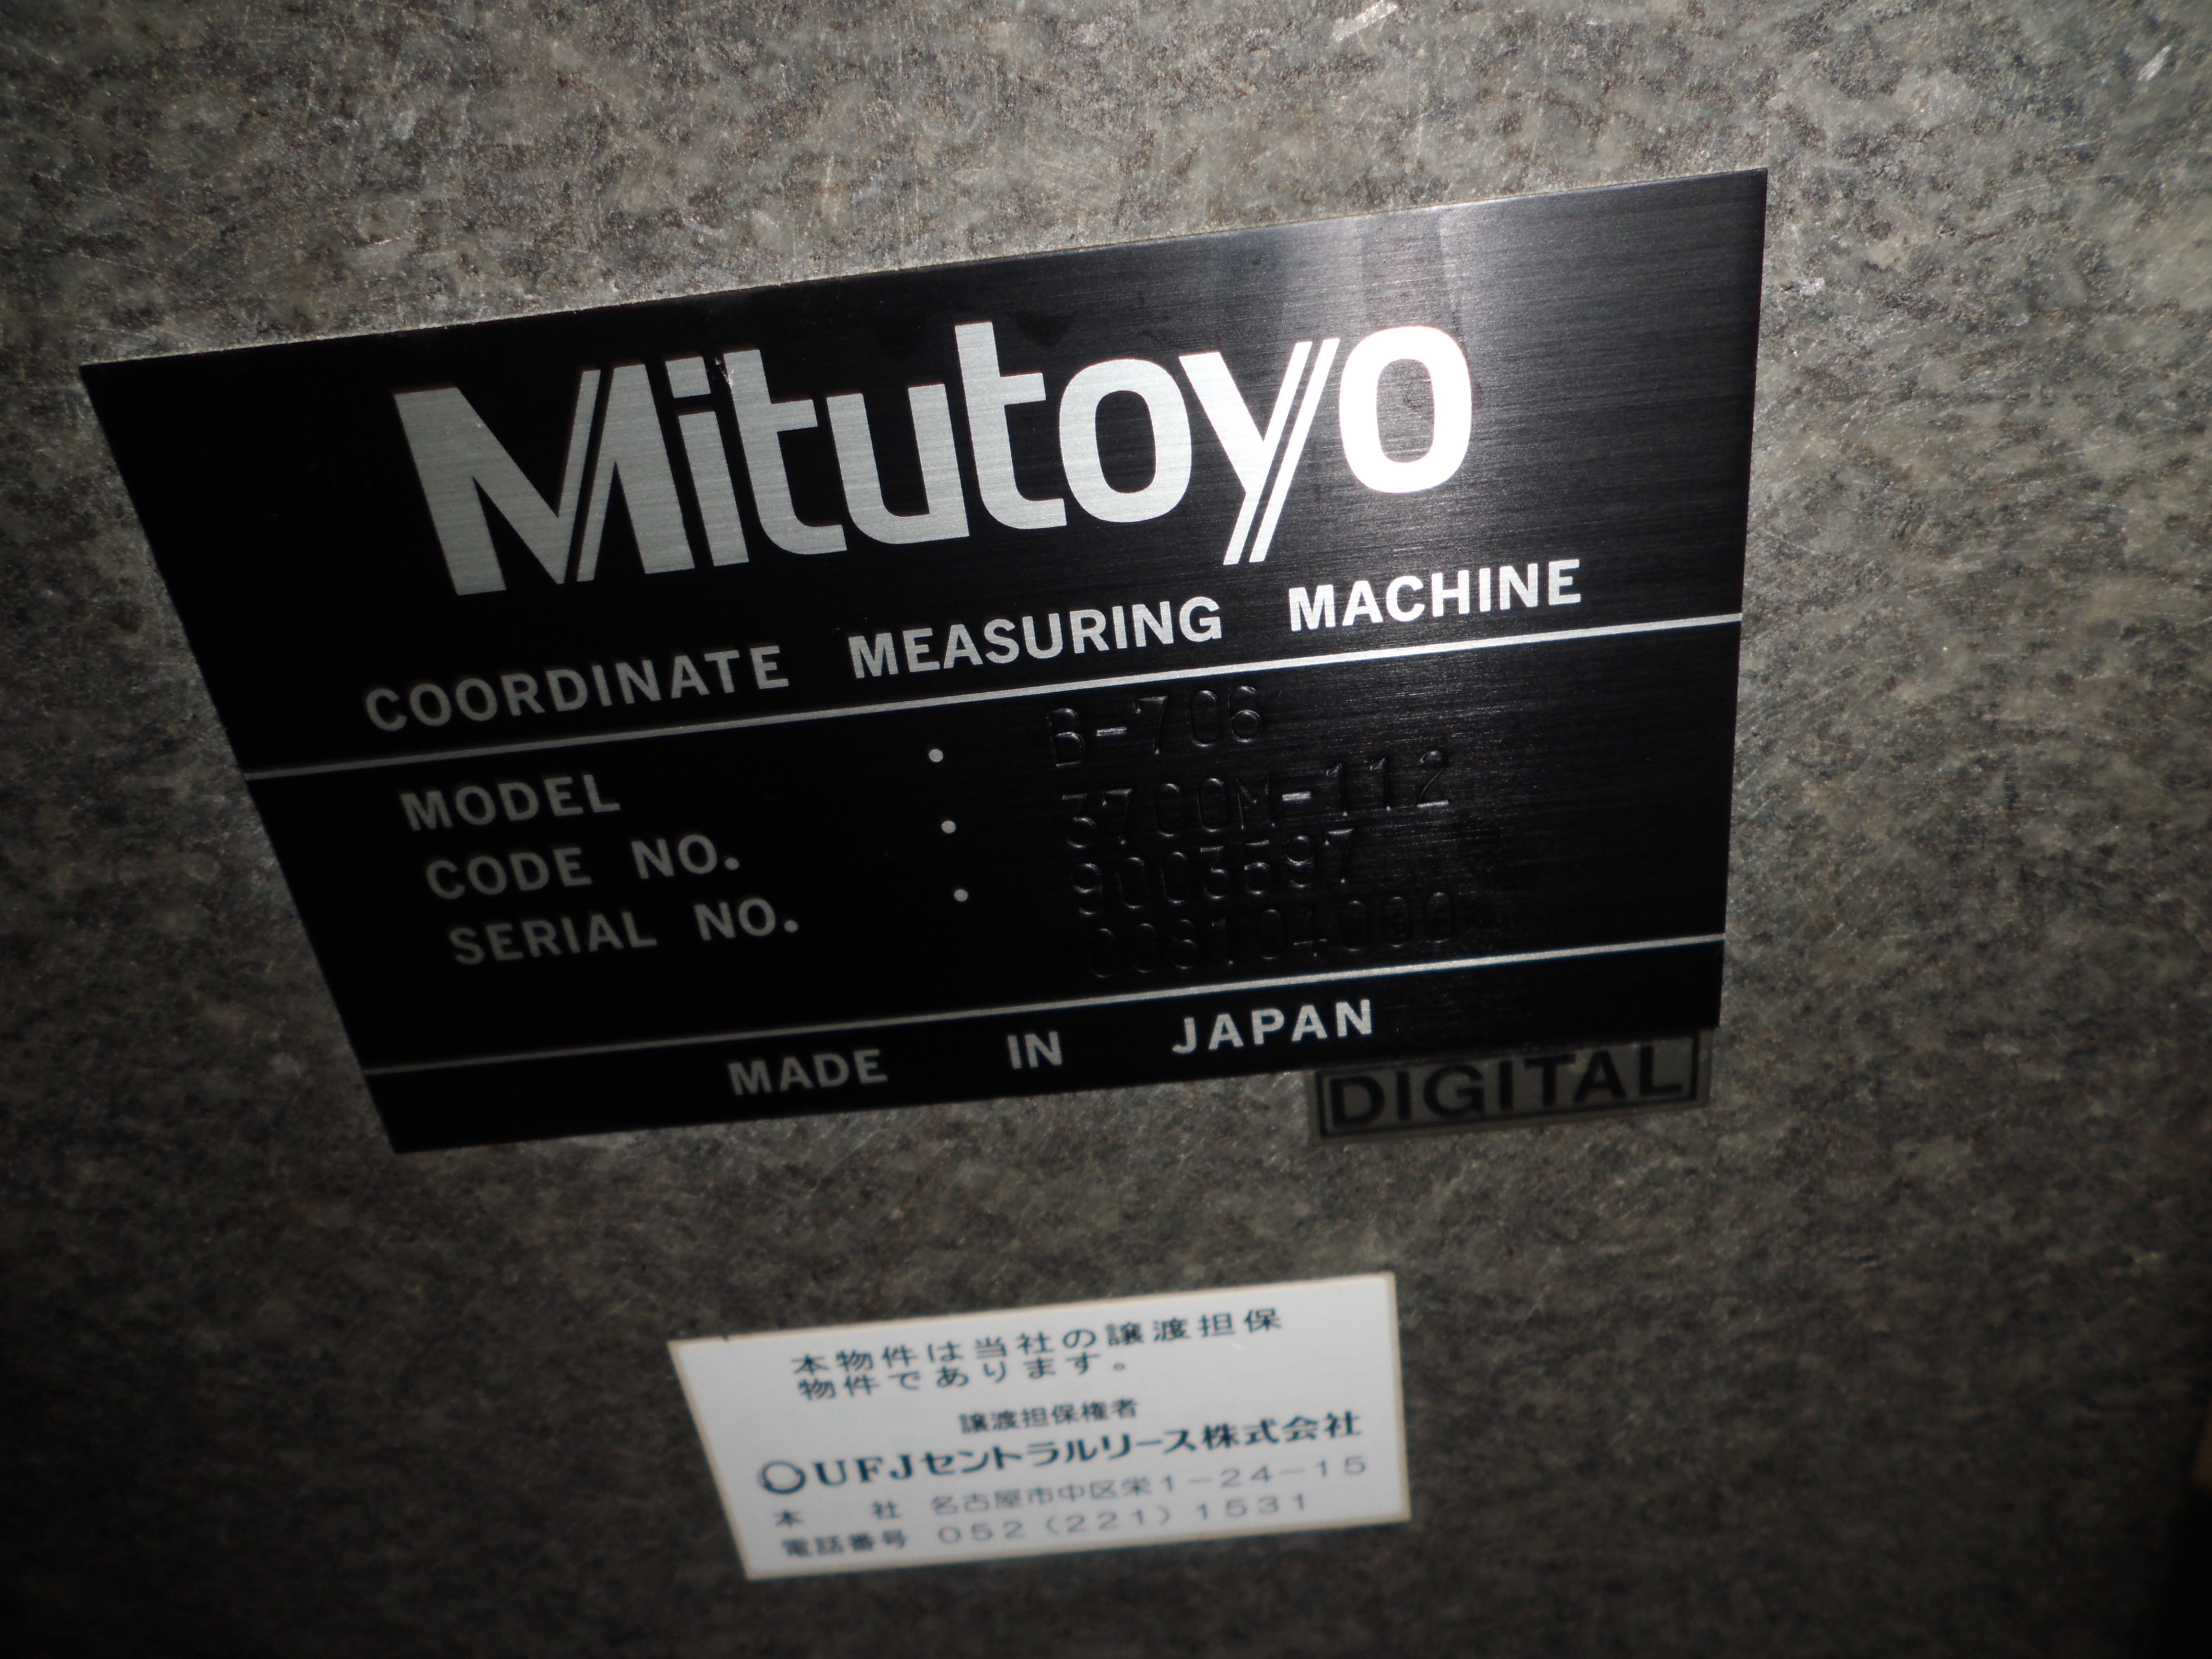 Mitutoyo
COORDINATE MEASURING MACHINE
MODEL : B-706
CODE NO. : 3700M-112
SERIAL NO. : 9003597
MADE IN JAPAN
DIGITAL
本物件は当社の譲渡担保
物件であります。
譲渡担保権者
UFJセントラルリース株式会社
本 社 名古屋市中区栄1-24-15
電話番号 052(221)1531